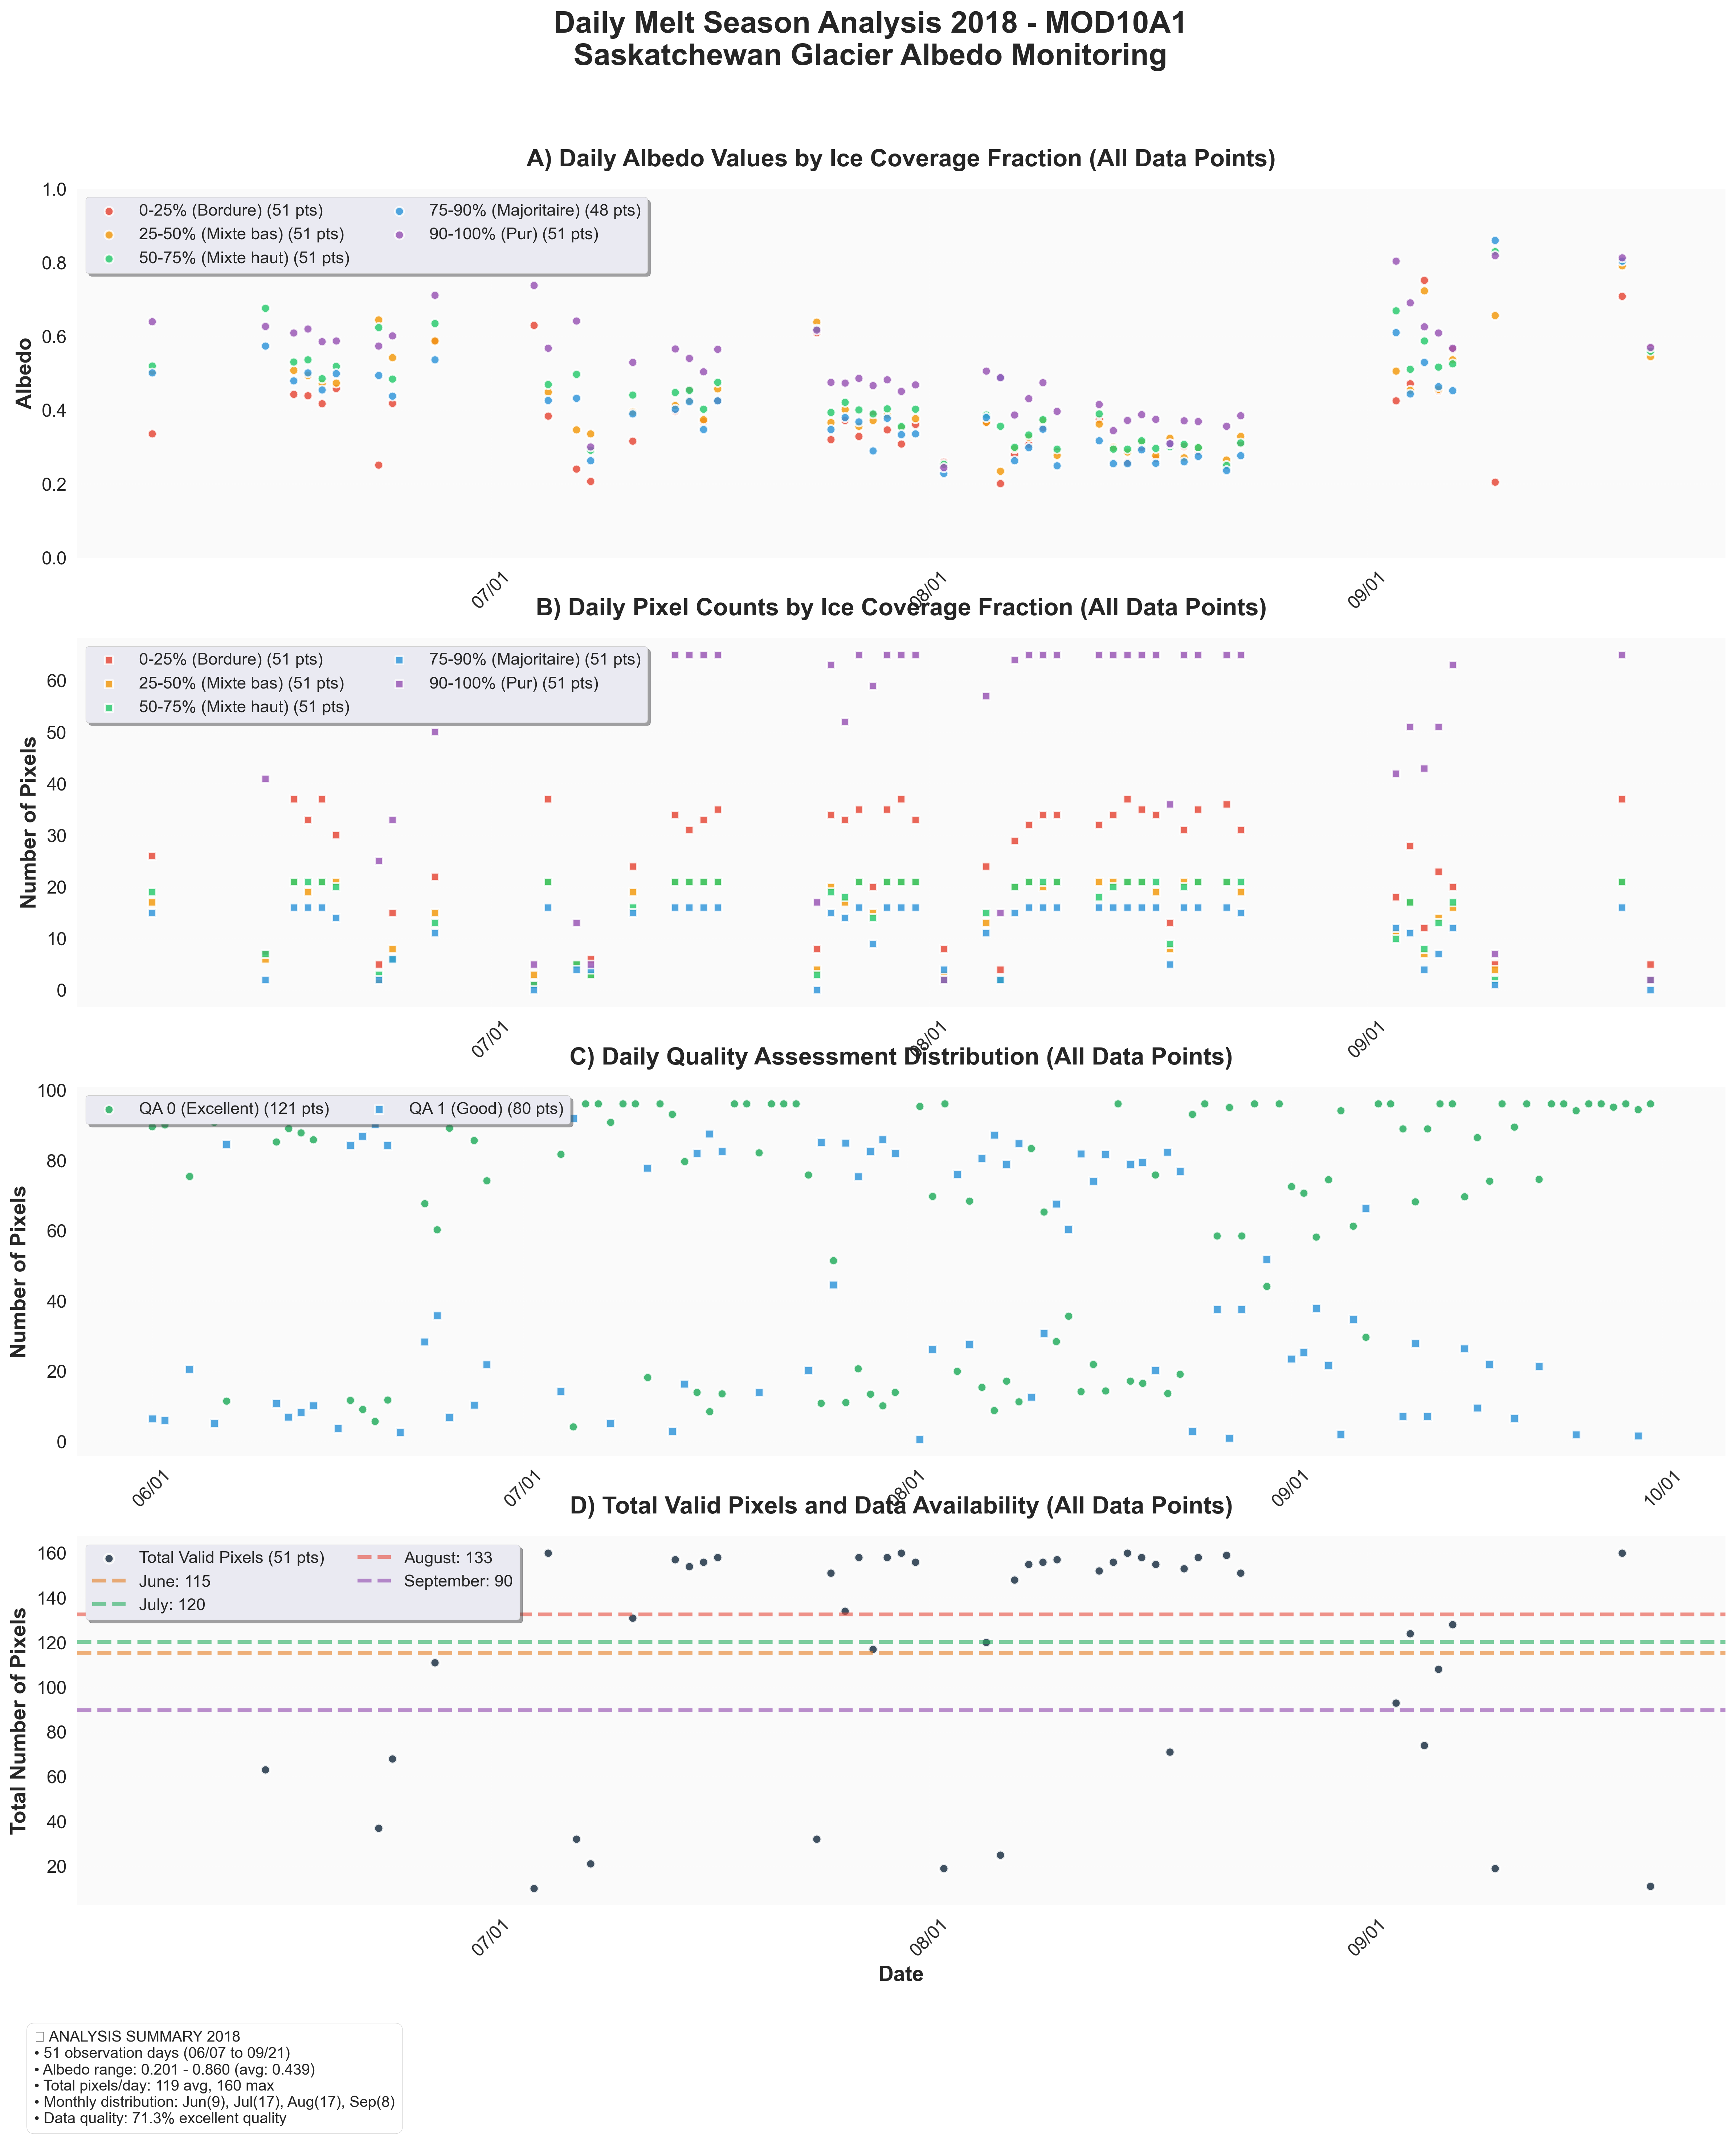 Daily Melt Season Analysis 2018 - MOD10A1
Saskatchewan Glacier Albedo Monitoring
A) Daily Albedo Values by Ice Coverage Fraction (All Data Points)
Albedo
1.0
0.8
0.6
0.4
0.2
0.0
0-25% (Bordure) (51 pts)
25-50% (Mixte bas) (51 pts)
50-75% (Mixte haut) (51 pts)
75-90% (Majoritaire) (48 pts)
90-100% (Pur) (51 pts)
07/01
08/01
09/01
B) Daily Pixel Counts by Ice Coverage Fraction (All Data Points)
Number of Pixels
60
50
40
30
20
10
0
0-25% (Bordure) (51 pts)
25-50% (Mixte bas) (51 pts)
50-75% (Mixte haut) (51 pts)
75-90% (Majoritaire) (51 pts)
90-100% (Pur) (51 pts)
07/01
08/01
09/01
C) Daily Quality Assessment Distribution (All Data Points)
Number of Pixels
100
80
60
40
20
0
QA 0 (Excellent) (121 pts)
QA 1 (Good) (80 pts)
06/01
07/01
08/01
09/01
10/01
D) Total Valid Pixels and Data Availability (All Data Points)
Total Number of Pixels
160
140
120
100
80
60
40
20
Total Valid Pixels (51 pts)
June: 115
July: 120
August: 133
September: 90
07/01
08/01
09/01
Date
ANALYSIS SUMMARY 2018
• 51 observation days (06/07 to 09/21)
• Albedo range: 0.201 - 0.860 (avg: 0.439)
• Total pixels/day: 119 avg, 160 max
• Monthly distribution: Jun(9), Jul(17), Aug(17), Sep(8)
• Data quality: 71.3% excellent quality